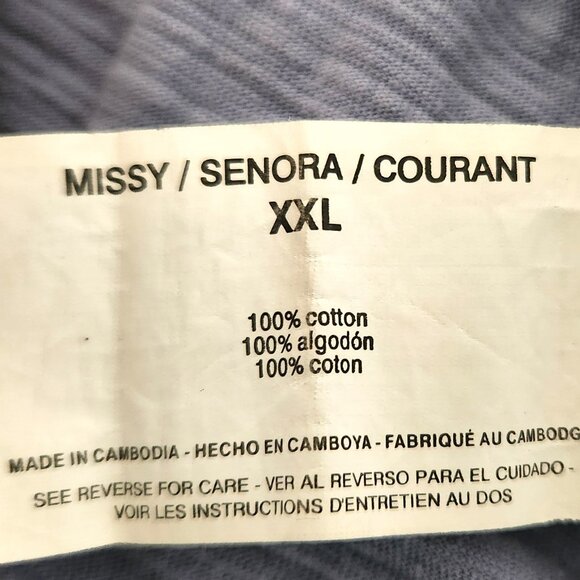 MISSY / SENORA / COURANT
XXL
100% cotton
100% algodón
100% coton
MADE IN CAMBODIA - HECHO EN CAMBOYA - FABRIQUÉ AU CAMBODG
SEE REVERSE FOR CARE - VER AL REVERSO PARA EL CUIDADO -
VOIR LES INSTRUCTIONS D'ENTRETIEN AU DOS